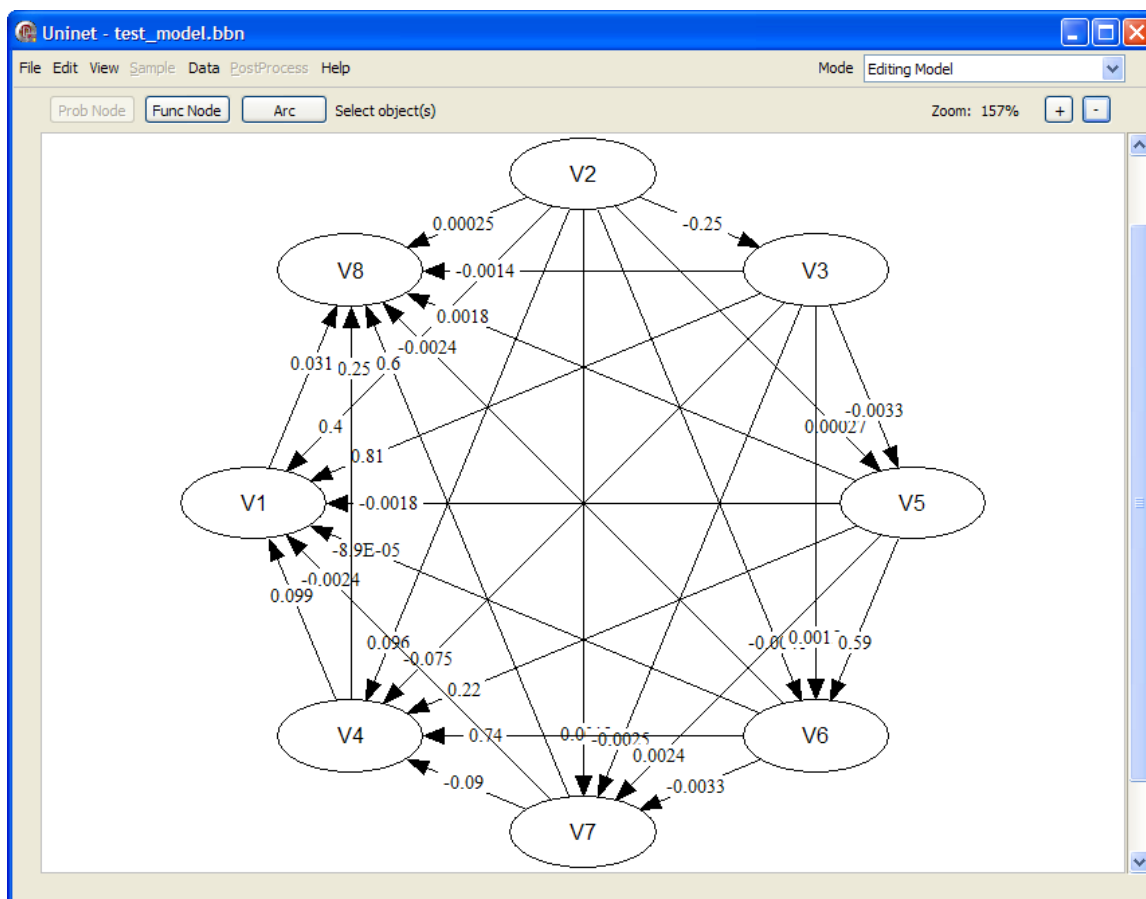 Uninet - test_model.bbn
File Edit View Sample Data PostProcess Help Mode Editing Model
Prob Node Func Node Arc Select object(s) Zoom: 157% + -
V2
0.00025 -0.25
V8 -0.0014 V3
0.0018
-0.0024
0.031 0.25 0.6
-0.0033
0.4 0.00027
0.81
V1 -0.0018 V5
-8.9E-05
-0.0024
0.099
0.096 0.59
-0.075
0.22
V4 0.74 -0.0025 V6
0.0024
-0.09 -0.0033
V7